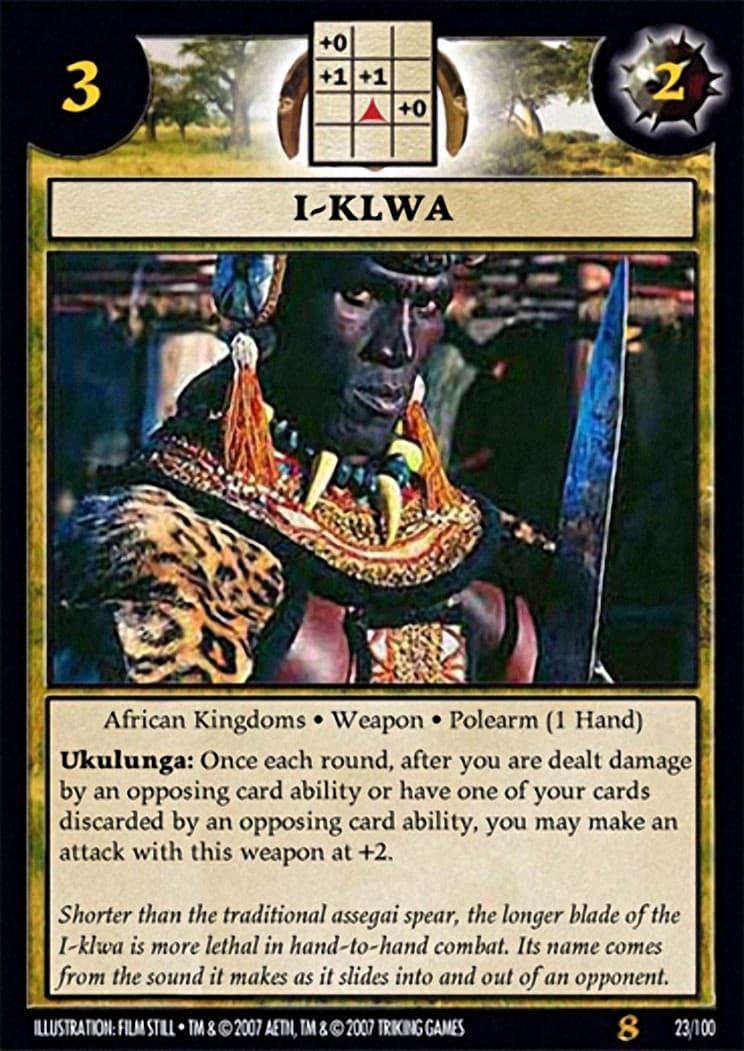 3
+0
+1 +1
+0
2
I-KLWA
African Kingdoms • Weapon • Polearm (1 Hand)
Ukulunga: Once each round, after you are dealt damage
by an opposing card ability or have one of your cards
discarded by an opposing card ability, you may make an
attack with this weapon at +2.
Shorter than the traditional assegai spear, the longer blade of the
I-klwa is more lethal in hand-to-hand combat. Its name comes
from the sound it makes as it slides into and out of an opponent.
ILLUSTRATION: FILM STILL • TM & © 2007 AETN, TM & © 2007 TRIKING GAMES
8 23/100